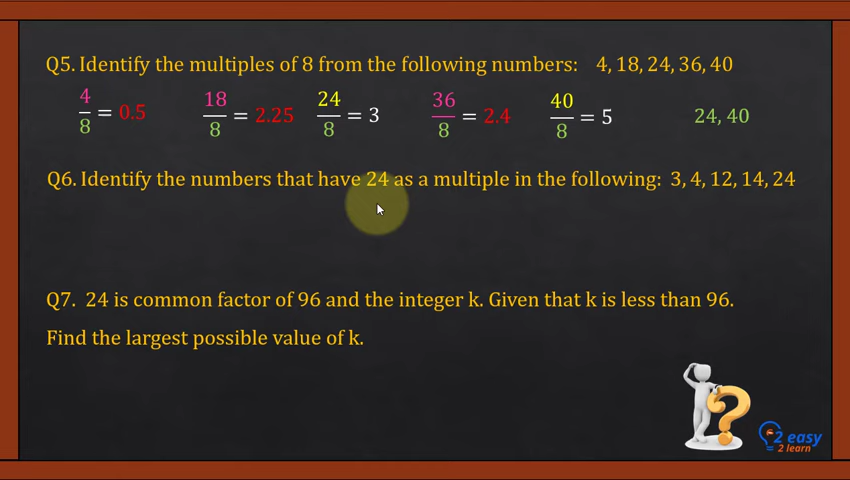 Q5. Identify the multiples of 8 from the following numbers: 4, 18, 24, 36, 40
4/8 = 0.5 18/8 = 2.25 24/8 = 3 36/8 = 2.4 40/8 = 5 24, 40
Q6. Identify the numbers that have 24 as a multiple in the following: 3, 4, 12, 14, 24
Q7. 24 is common factor of 96 and the integer k. Given that k is less than 96.
Find the largest possible value of k.
2 easy
2 learn